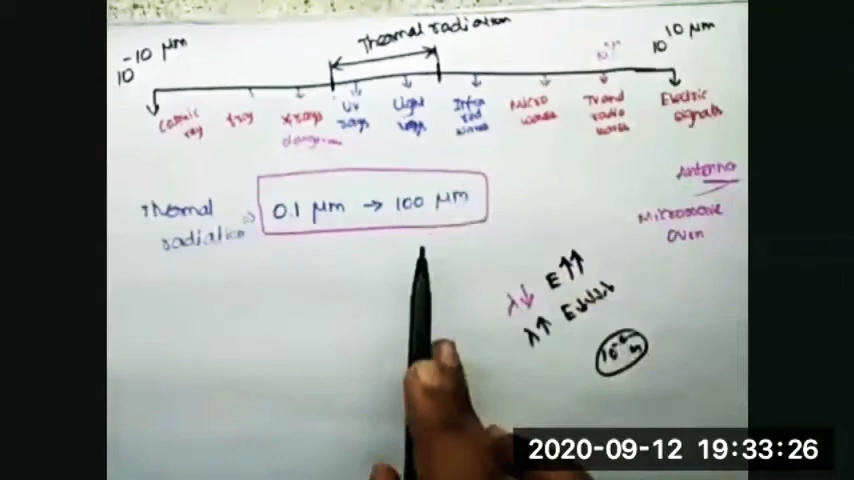 Thermal radiation
10^-10 μm
10^10 μm
Cosmic ray
γ ray
X rays
danger
UV rays
Light rays
Infra red waves
Micro waves
TV and radio waves
Electric signals
Antenna
Microwave Oven
Thermal radiation ⇒ 0.1 μm → 100 μm
λ↓ E↑↑
λ↑ E↓↓↓↓
10^-6 m
2020-09-12 19:33:26